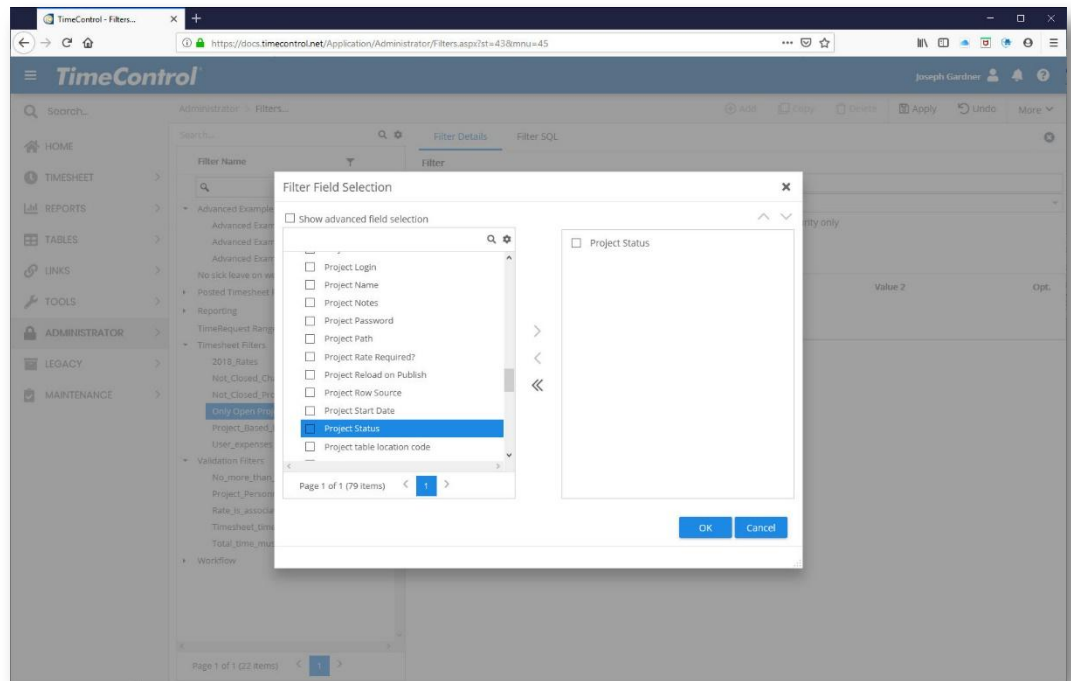 TimeControl - Filters...
https://docs.timecontrol.net/Application/Administrator/Filters.aspx?st=43&mnu=45
TimeControl
Joseph Gardner
Search...
Administrator > Filters...
Add Copy Delete Apply Undo More
Search...
Filter Details Filter SQL
HOME
Filter Name
Filter
TIMESHEET
REPORTS
TABLES
LINKS
TOOLS
ADMINISTRATOR
LEGACY
MAINTENANCE
Advanced Example
Advanced Exam
Advanced Exam
Advanced Exam
No sick leave on we
Posted Timesheet
Reporting
TimeRequest Rang
Timesheet Filters
2018_Rates
Not_Closed_Ch
Not_Closed_Pro
Only Open Proj
Project_Based_
User_expenses
Validation Filters
No_more_than_
Project_Person
Rate_is_associa
Timesheet_time
Total_time_mus
Workflow
Page 1 of 1 (22 items) 1
rity only
Value 2 Opt.
Filter Field Selection
Show advanced field selection
Project Login
Project Name
Project Notes
Project Password
Project Path
Project Rate Required?
Project Reload on Publish
Project Row Source
Project Start Date
Project Status
Project table location code
Page 1 of 1 (79 items) 1
Project Status
OK Cancel